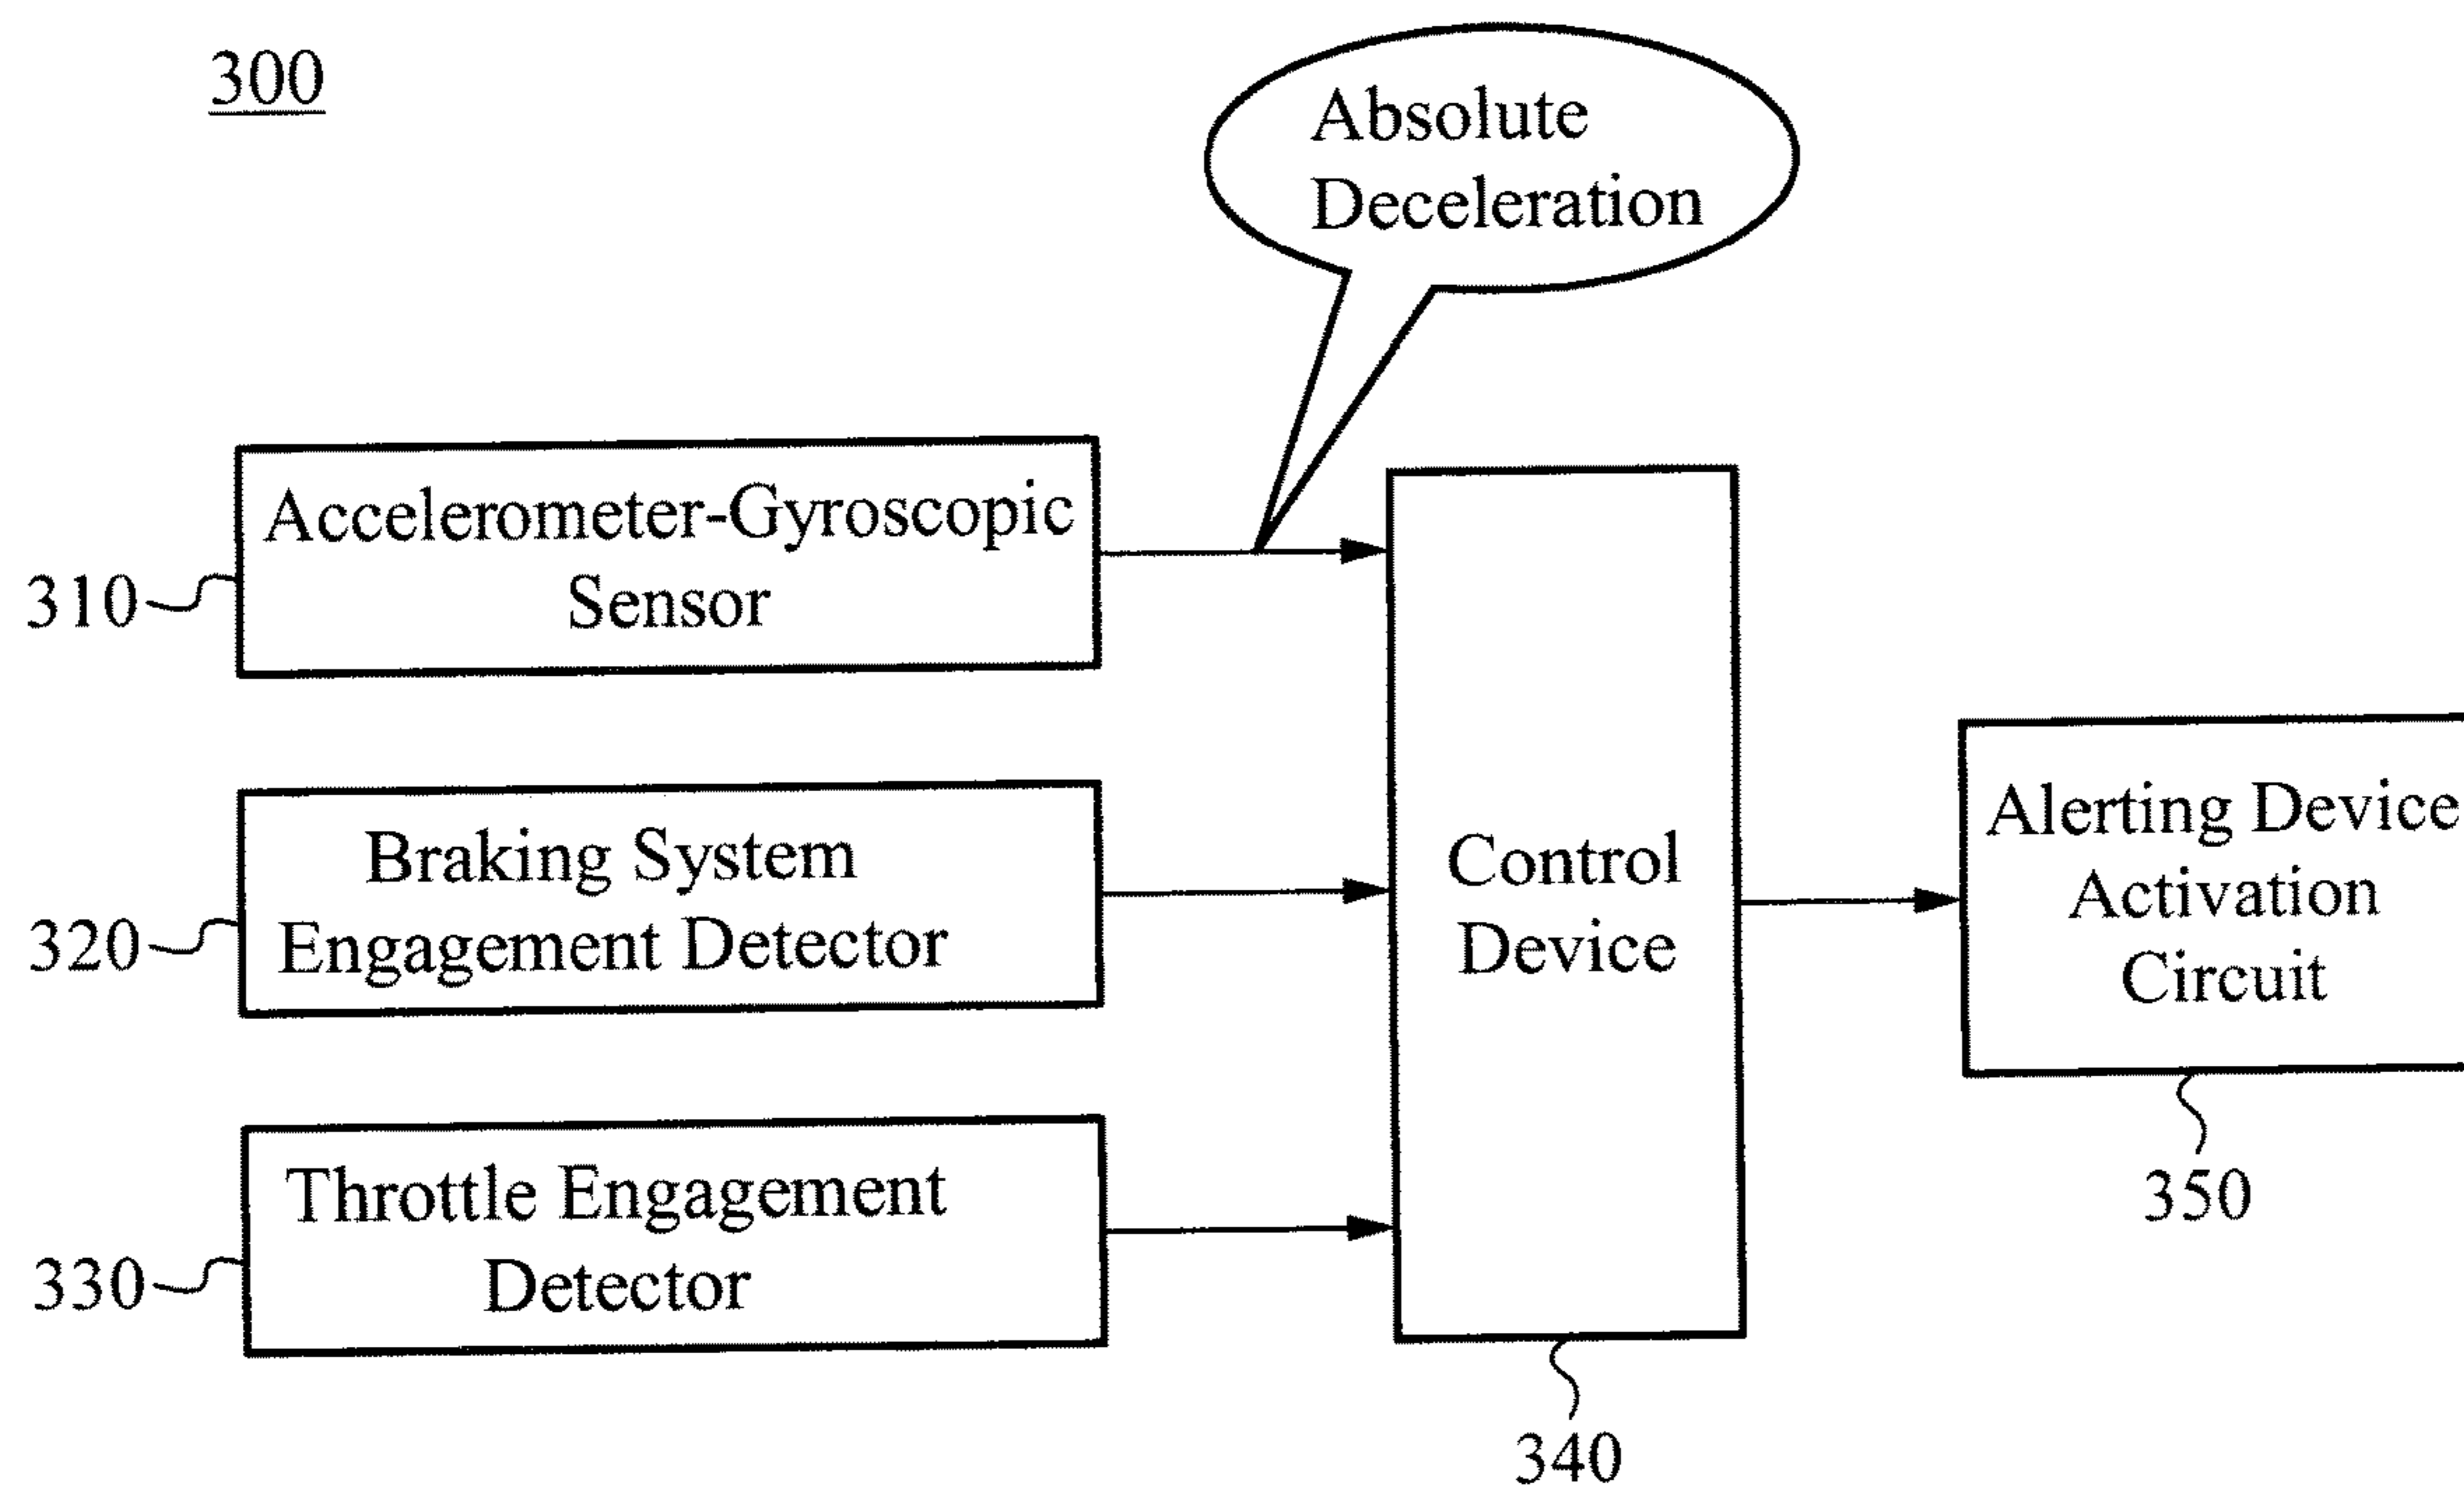 300
Absolute
Deceleration
Accelerometer-Gyroscopic
Sensor
310
Braking System
Engagement Detector
320
Throttle Engagement
Detector
330
Control
Device
340
Alerting Device
Activation
Circuit
350